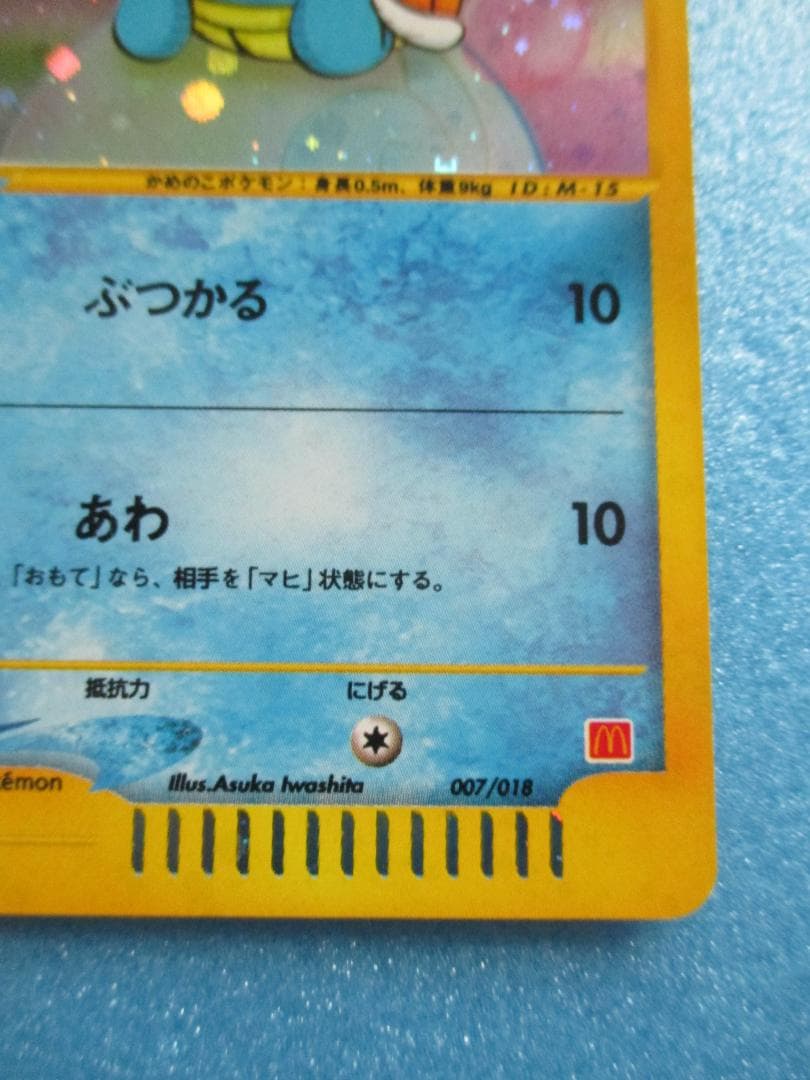 かめのこポケモン：身長0.5m、体重9kg ID：M-15
ぶつかる 10
あわ 10
「おもて」なら、相手を「マヒ」状態にする。
抵抗力 にげる
émon Illus.Asuka Iwashita 007/018